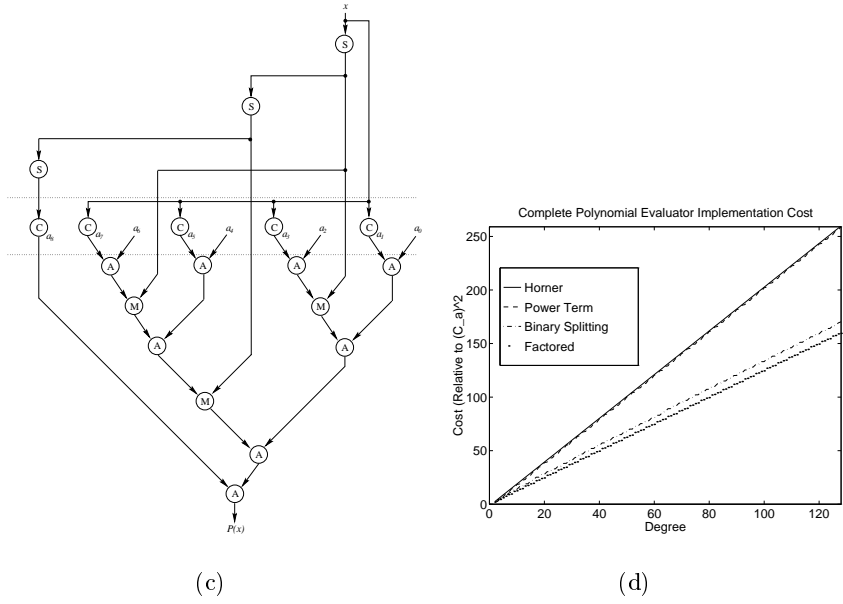 x
S
S
S
C a8
C a7
a6
C a5
a4
C a3
a2
C a1
a0
A
A
A
A
M
M
A
A
M
A
A
P(x)
(c)
Complete Polynomial Evaluator Implementation Cost
Cost (Relative to (C_a)^2
250
200
150
100
50
0
Horner
Power Term
Binary Splitting
Factored
0 20 40 60 80 100 120
Degree
(d)